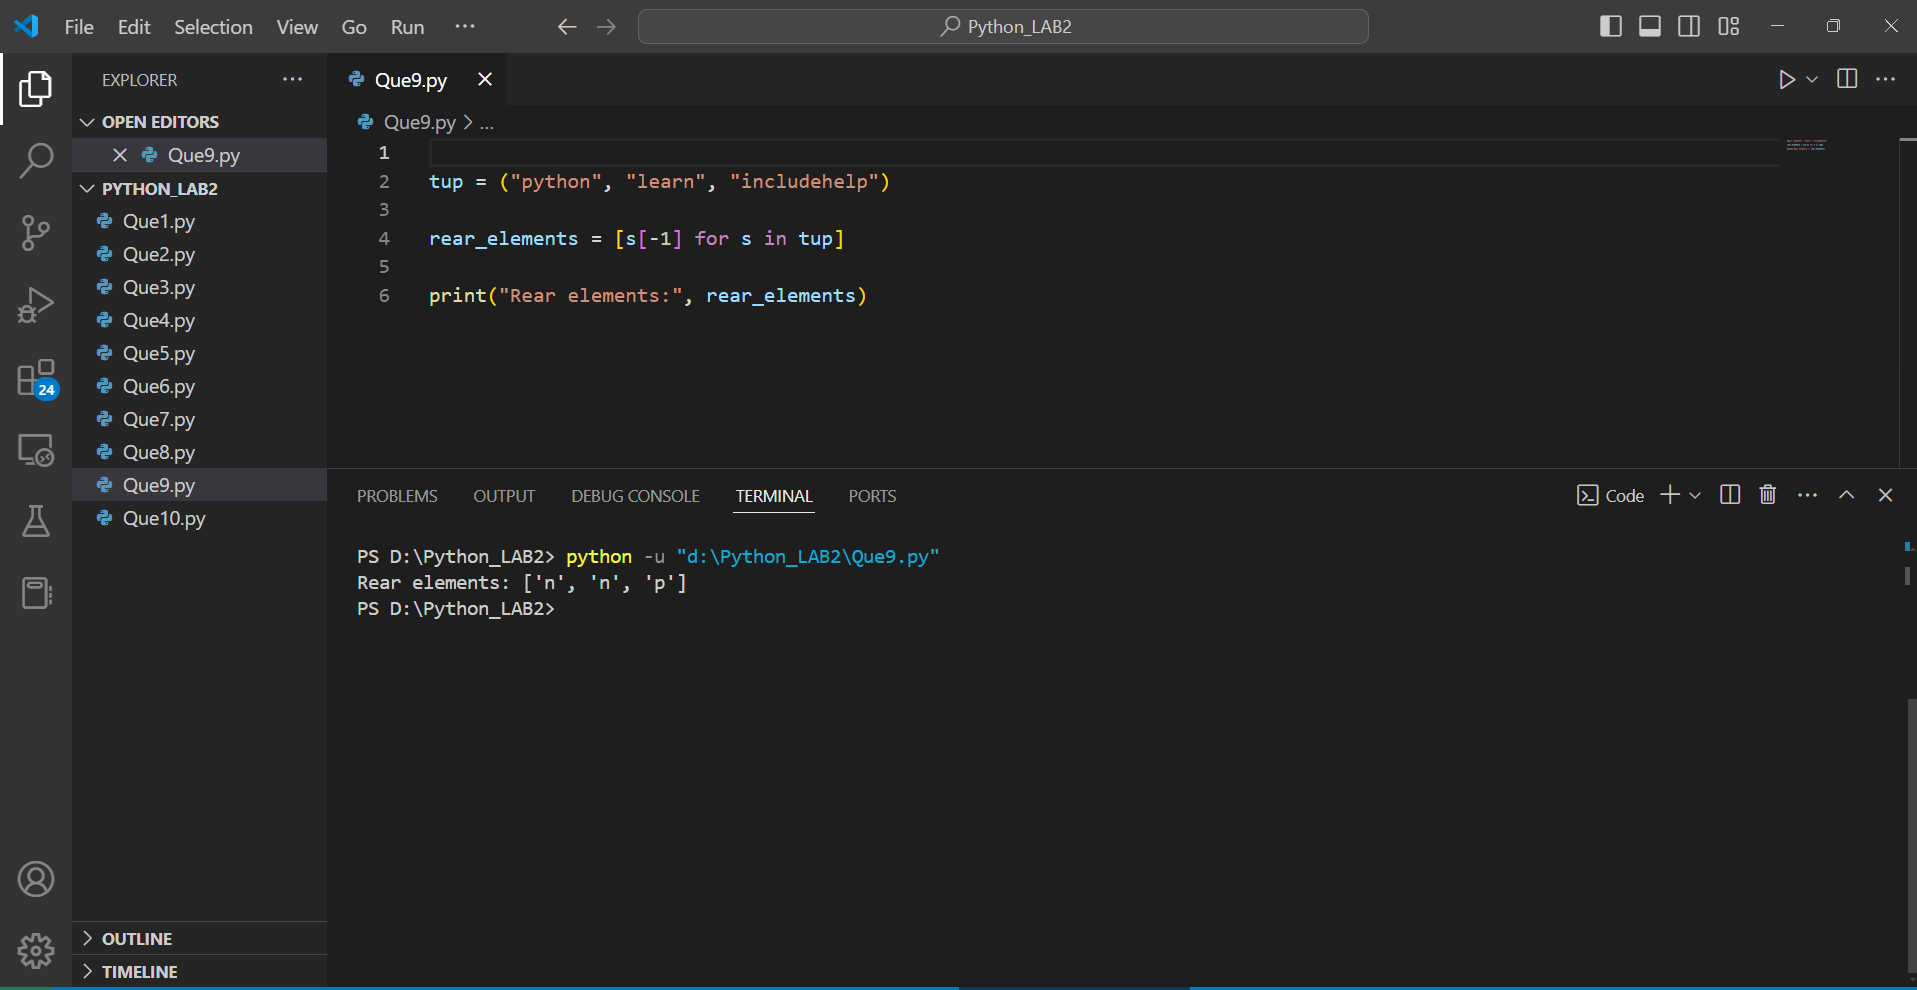 File Edit Selection View Go Run ...
Python_LAB2
EXPLORER ...
OPEN EDITORS
Que9.py
PYTHON_LAB2
Que1.py
Que2.py
Que3.py
Que4.py
Que5.py
Que6.py
Que7.py
Que8.py
Que9.py
Que10.py
24
OUTLINE
TIMELINE
Que9.py
Que9.py > ...
1
2 tup = ("python", "learn", "includehelp")
3
4 rear_elements = [s[-1] for s in tup]
5
6 print("Rear elements:", rear_elements)
PROBLEMS OUTPUT DEBUG CONSOLE TERMINAL PORTS
Code
PS D:\Python_LAB2> python -u "d:\Python_LAB2\Que9.py"
Rear elements: ['n', 'n', 'p']
PS D:\Python_LAB2>